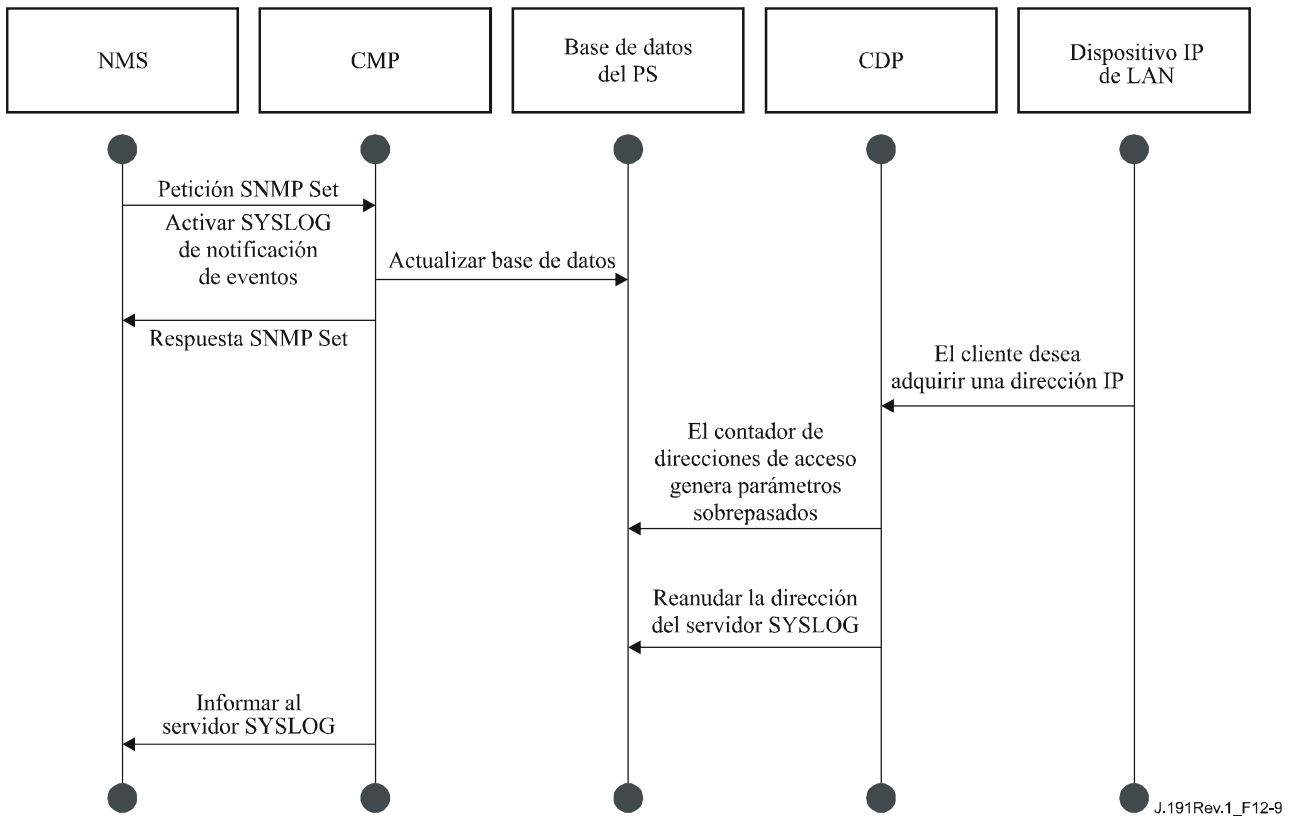 NMS
CMP
Base de datos
del PS
CDP
Dispositivo IP
de LAN
Petición SNMP Set
Activar SYSLOG
de notificación
de eventos
Actualizar base de datos
Respuesta SNMP Set
El cliente desea
adquirir una dirección IP
El contador de
direcciones de acceso
genera parámetros
sobrepasados
Reanudar la dirección
del servidor SYSLOG
Informar al
servidor SYSLOG
J.191Rev.1_F12-9